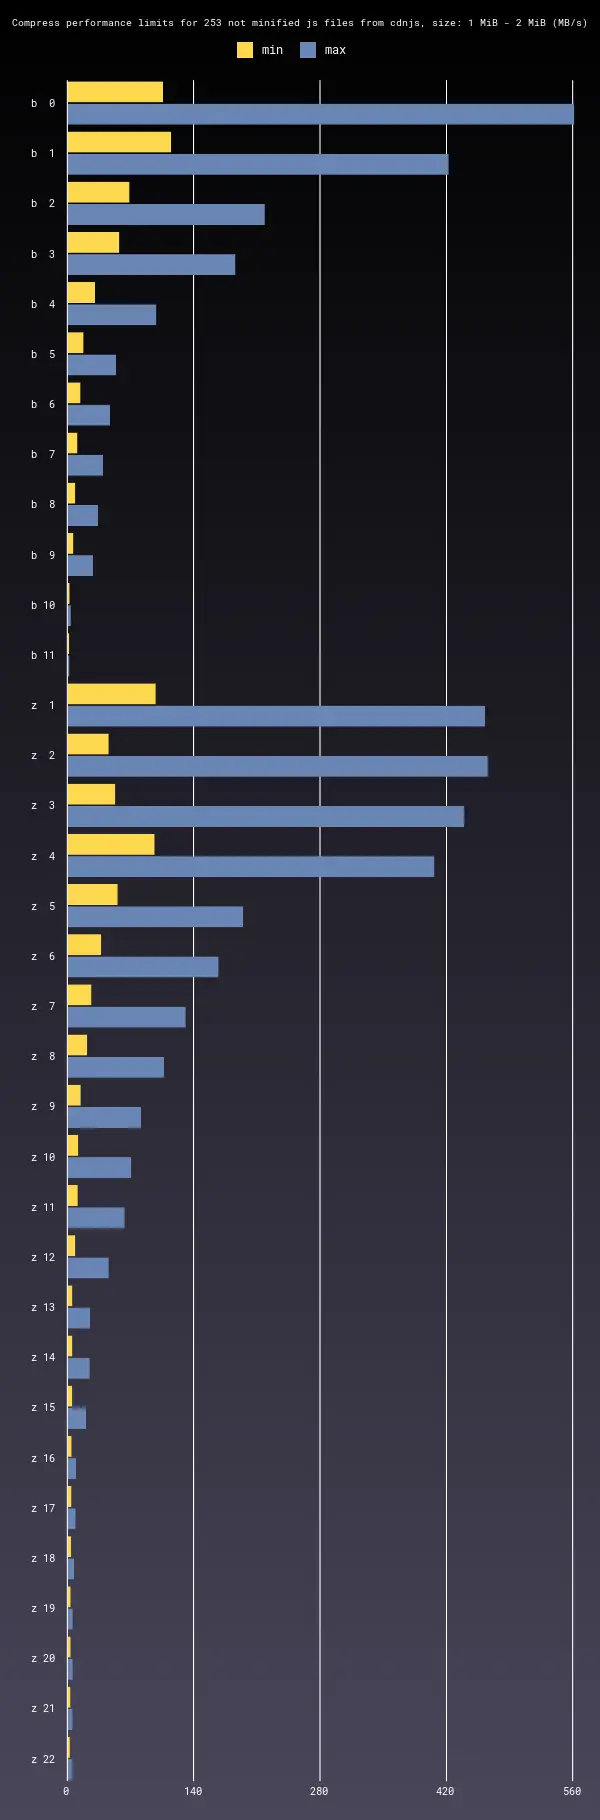 Compress performance limits for 253 not minified js files from cdnjs, size: 1 MiB - 2 MiB (MB/s)
min max
b 0
b 1
b 2
b 3
b 4
b 5
b 6
b 7
b 8
b 9
b 10
b 11
z 1
z 2
z 3
z 4
z 5
z 6
z 7
z 8
z 9
z 10
z 11
z 12
z 13
z 14
z 15
z 16
z 17
z 18
z 19
z 20
z 21
z 22
0 140 280 420 560